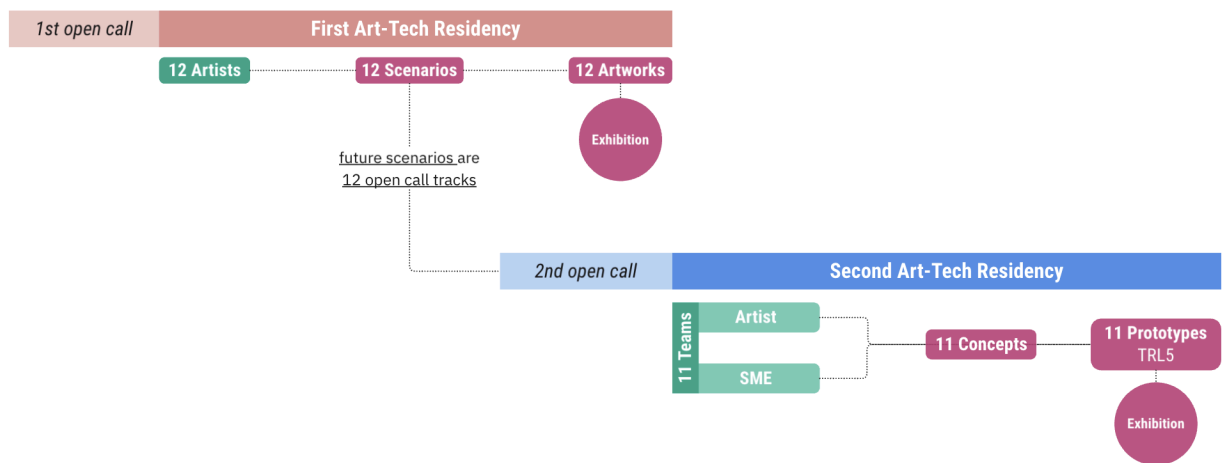 1st open call
First Art-Tech Residency
12 Artists
12 Scenarios
12 Artworks
Exhibition
future scenarios are
12 open call tracks
2nd open call
Second Art-Tech Residency
11 Teams
Artist
SME
11 Concepts
11 Prototypes
TRL5
Exhibition